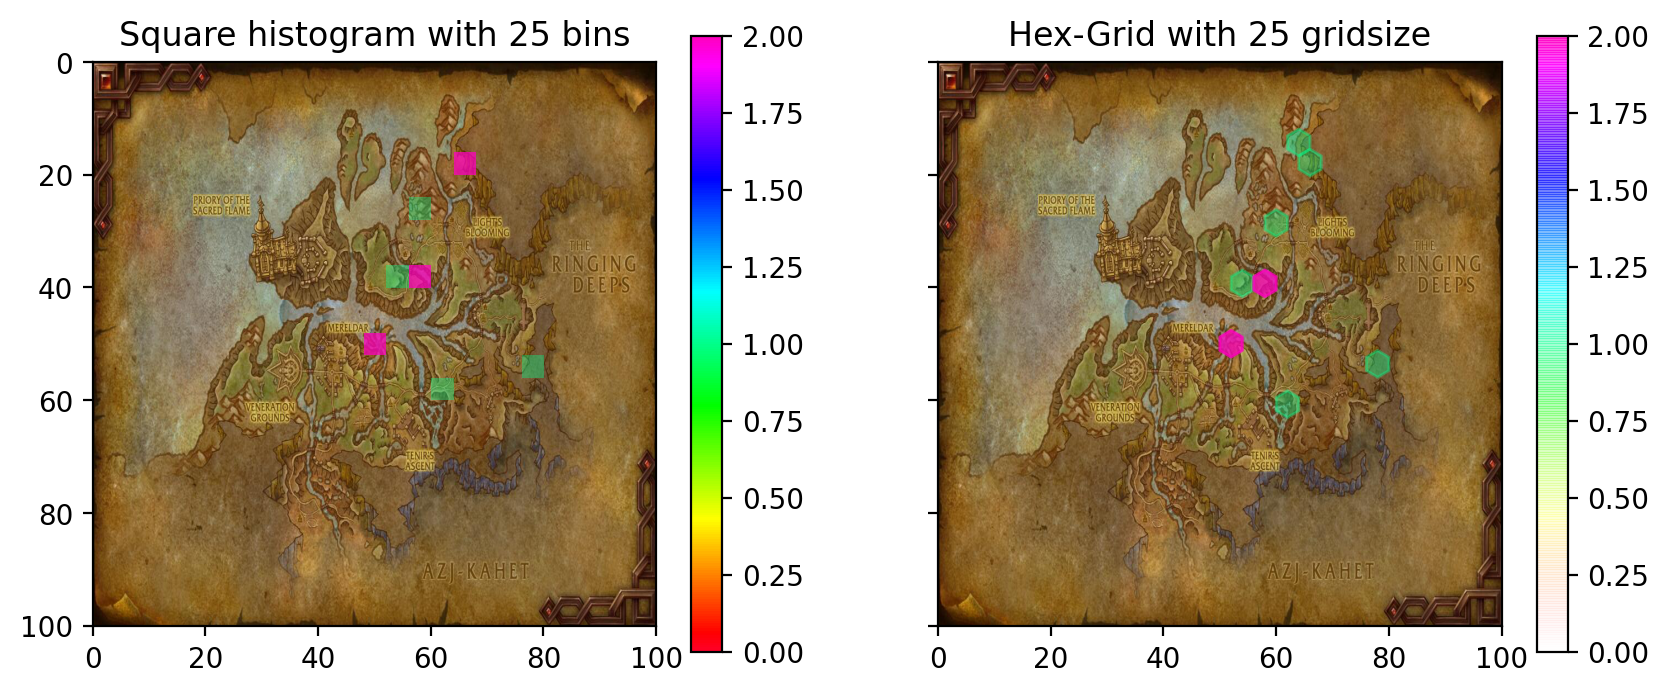 Square histogram with 25 bins
0
20
40
60
80
100
0
20
40
60
80
100
PRIORY OF THE
SACRED FLAME
LIGHT'S
BLOOMING
THE
RINGING
DEEPS
MERELDAR
VENERATION
GROUNDS
TENIR'S
ASCENT
AZJ-KAHET
2.00
1.75
1.50
1.25
1.00
0.75
0.50
0.25
0.00
Hex-Grid with 25 gridsize
0
20
40
60
80
100
PRIORY OF THE
SACRED FLAME
LIGHT'S
BLOOMING
THE
RINGING
DEEPS
MERELDAR
VENERATION
GROUNDS
TENIR'S
ASCENT
AZJ-KAHET
2.00
1.75
1.50
1.25
1.00
0.75
0.50
0.25
0.00